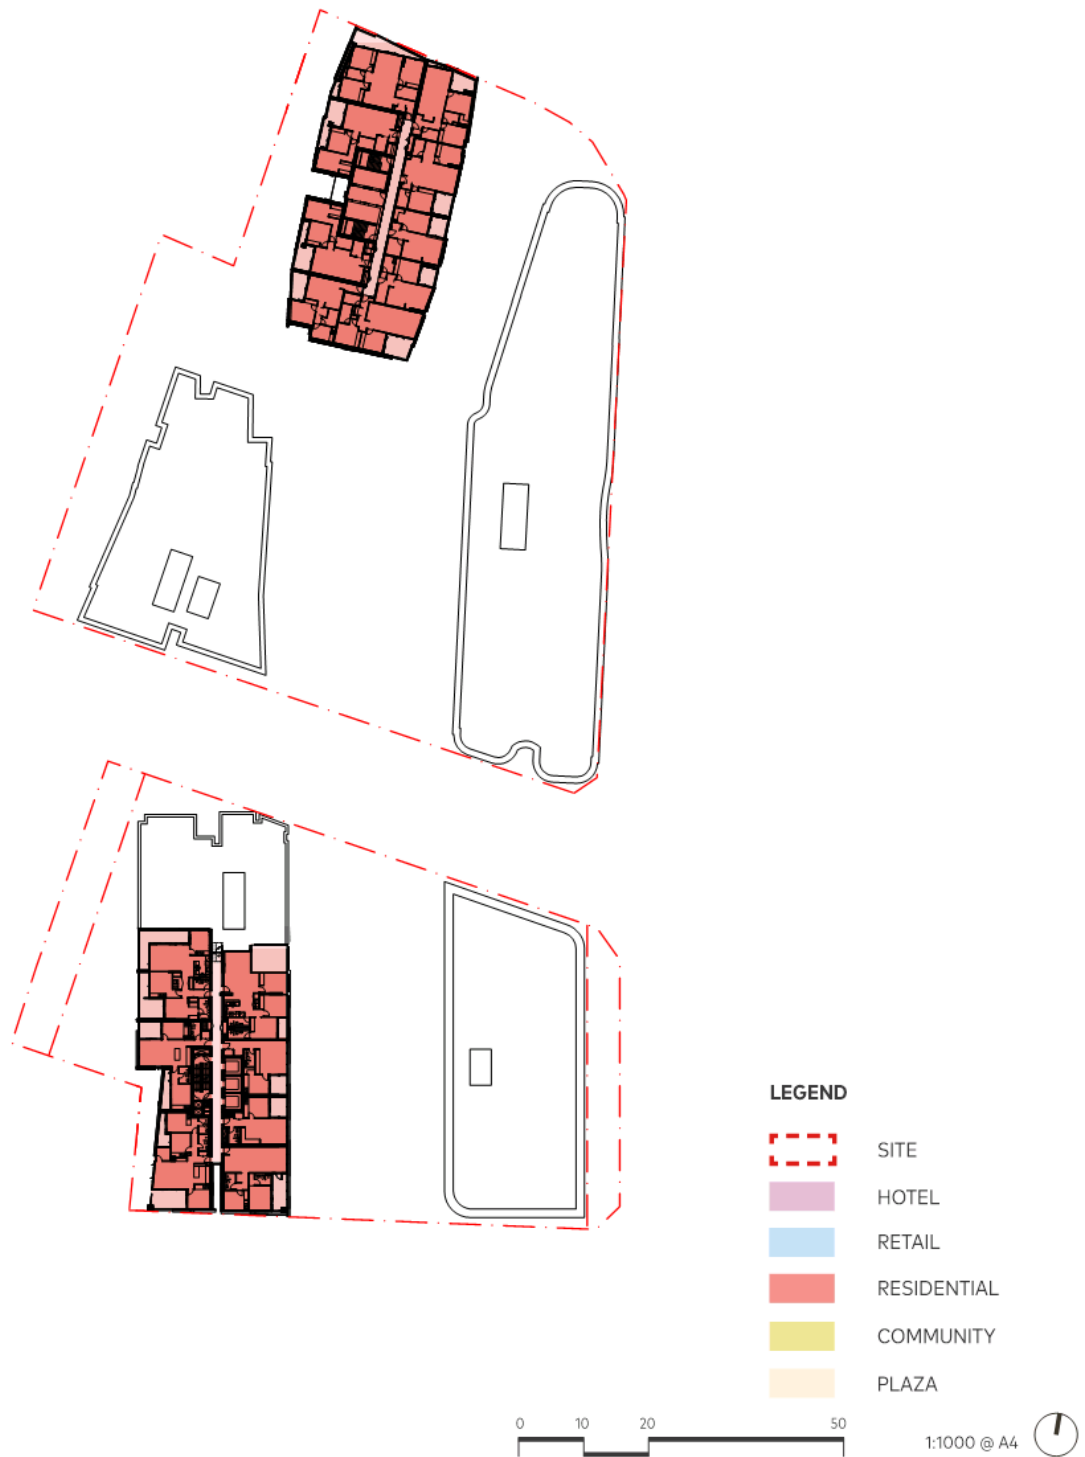 LEGEND
SITE
HOTEL
RETAIL
RESIDENTIAL
COMMUNITY
PLAZA
0 10 20 50
1:1000 @ A4